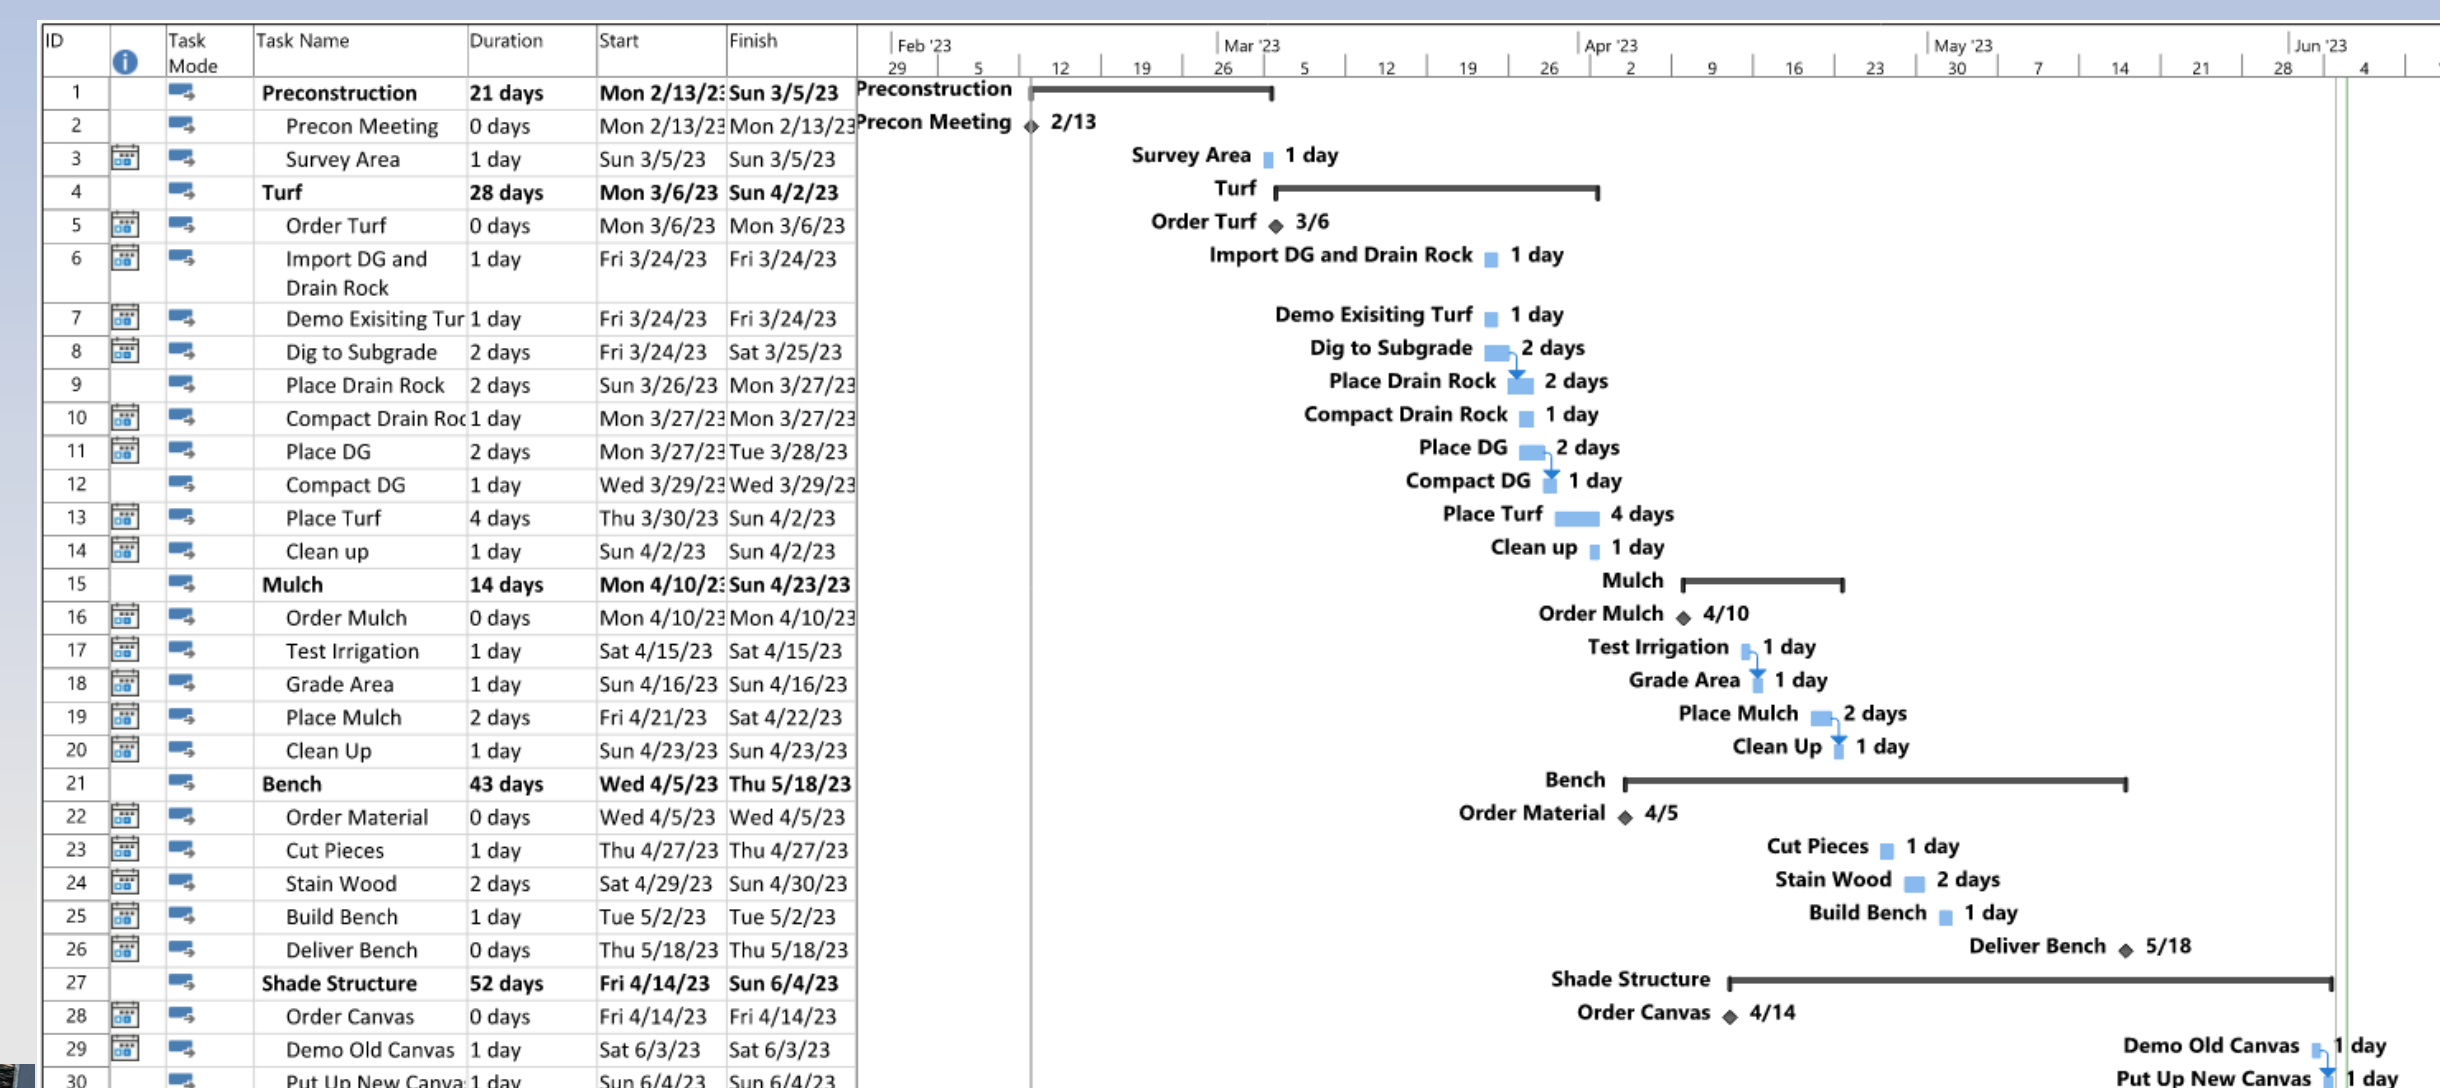 ID Task Mode Task Name Duration Start Finish Feb '23 Mar '23 Apr '23 May '23 Jun '23
29 5 12 19 26 5 12 19 26 2 9 16 23 30 7 14 21 28 4
1 Preconstruction 21 days Mon 2/13/23 Sun 3/5/23 Preconstruction
2 Precon Meeting 0 days Mon 2/13/23 Mon 2/13/23 Precon Meeting 2/13
3 Survey Area 1 day Sun 3/5/23 Sun 3/5/23 Survey Area 1 day
4 Turf 28 days Mon 3/6/23 Sun 4/2/23 Turf
5 Order Turf 0 days Mon 3/6/23 Mon 3/6/23 Order Turf 3/6
6 Import DG and 1 day Fri 3/24/23 Fri 3/24/23 Import DG and Drain Rock 1 day
Drain Rock
7 Demo Exisiting Tur 1 day Fri 3/24/23 Fri 3/24/23 Demo Exisiting Turf 1 day
8 Dig to Subgrade 2 days Fri 3/24/23 Sat 3/25/23 Dig to Subgrade 2 days
9 Place Drain Rock 2 days Sun 3/26/23 Mon 3/27/23 Place Drain Rock 2 days
10 Compact Drain Roc 1 day Mon 3/27/23 Mon 3/27/23 Compact Drain Rock 1 day
11 Place DG 2 days Mon 3/27/23 Tue 3/28/23 Place DG 2 days
12 Compact DG 1 day Wed 3/29/23 Wed 3/29/23 Compact DG 1 day
13 Place Turf 4 days Thu 3/30/23 Sun 4/2/23 Place Turf 4 days
14 Clean up 1 day Sun 4/2/23 Sun 4/2/23 Clean up 1 day
15 Mulch 14 days Mon 4/10/23 Sun 4/23/23 Mulch
16 Order Mulch 0 days Mon 4/10/23 Mon 4/10/23 Order Mulch 4/10
17 Test Irrigation 1 day Sat 4/15/23 Sat 4/15/23 Test Irrigation 1 day
18 Grade Area 1 day Sun 4/16/23 Sun 4/16/23 Grade Area 1 day
19 Place Mulch 2 days Fri 4/21/23 Sat 4/22/23 Place Mulch 2 days
20 Clean Up 1 day Sun 4/23/23 Sun 4/23/23 Clean Up 1 day
21 Bench 43 days Wed 4/5/23 Thu 5/18/23 Bench
22 Order Material 0 days Wed 4/5/23 Wed 4/5/23 Order Material 4/5
23 Cut Pieces 1 day Thu 4/27/23 Thu 4/27/23 Cut Pieces 1 day
24 Stain Wood 2 days Sat 4/29/23 Sun 4/30/23 Stain Wood 2 days
25 Build Bench 1 day Tue 5/2/23 Tue 5/2/23 Build Bench 1 day
26 Deliver Bench 0 days Thu 5/18/23 Thu 5/18/23 Deliver Bench 5/18
27 Shade Structure 52 days Fri 4/14/23 Sun 6/4/23 Shade Structure
28 Order Canvas 0 days Fri 4/14/23 Fri 4/14/23 Order Canvas 4/14
29 Demo Old Canvas 1 day Sat 6/3/23 Sat 6/3/23 Demo Old Canvas 1 day
30 Put Up New Canva 1 day Sun 6/4/23 Sun 6/4/23 Put Up New Canvas 1 day